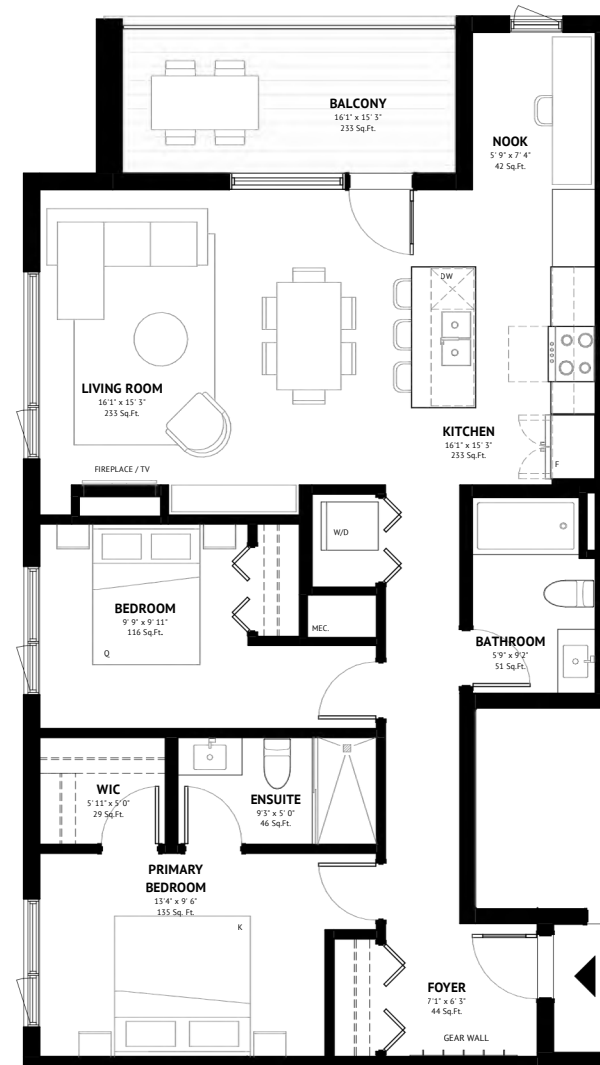 BALCONY
16'1" x 15' 3"
233 Sq.Ft.
NOOK
5' 9" x 7' 4"
42 Sq.Ft.
DW
LIVING ROOM
16'1" x 15' 3"
233 Sq.Ft.
KITCHEN
16'1" x 15' 3"
233 Sq.Ft.
F
FIREPLACE / TV
W/D
BEDROOM
9' 9" x 9' 11"
116 Sq.Ft.
Q
MEC.
BATHROOM
5'9" x 9'2"
51 Sq.Ft.
WIC
5' 11" x 5' 0"
29 Sq.Ft.
ENSUITE
9'3" x 5' 0"
46 Sq.Ft.
PRIMARY
BEDROOM
13'4" x 9' 6"
135 Sq. Ft.
K
FOYER
7'1" x 6' 3"
44 Sq.Ft.
GEAR WALL